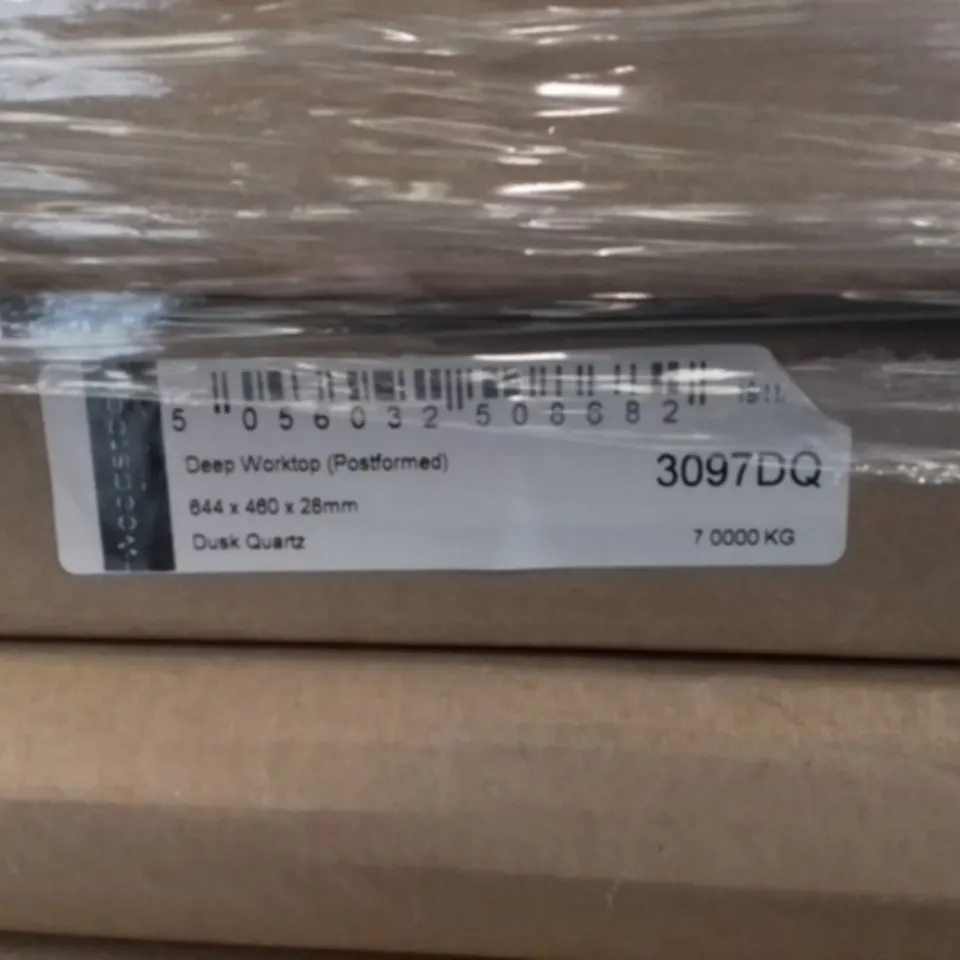 5 056032 508682
Deep Worktop (Postformed)
3097DQ
644 x 460 x 28mm
Dusk Quartz
7.0000 KG